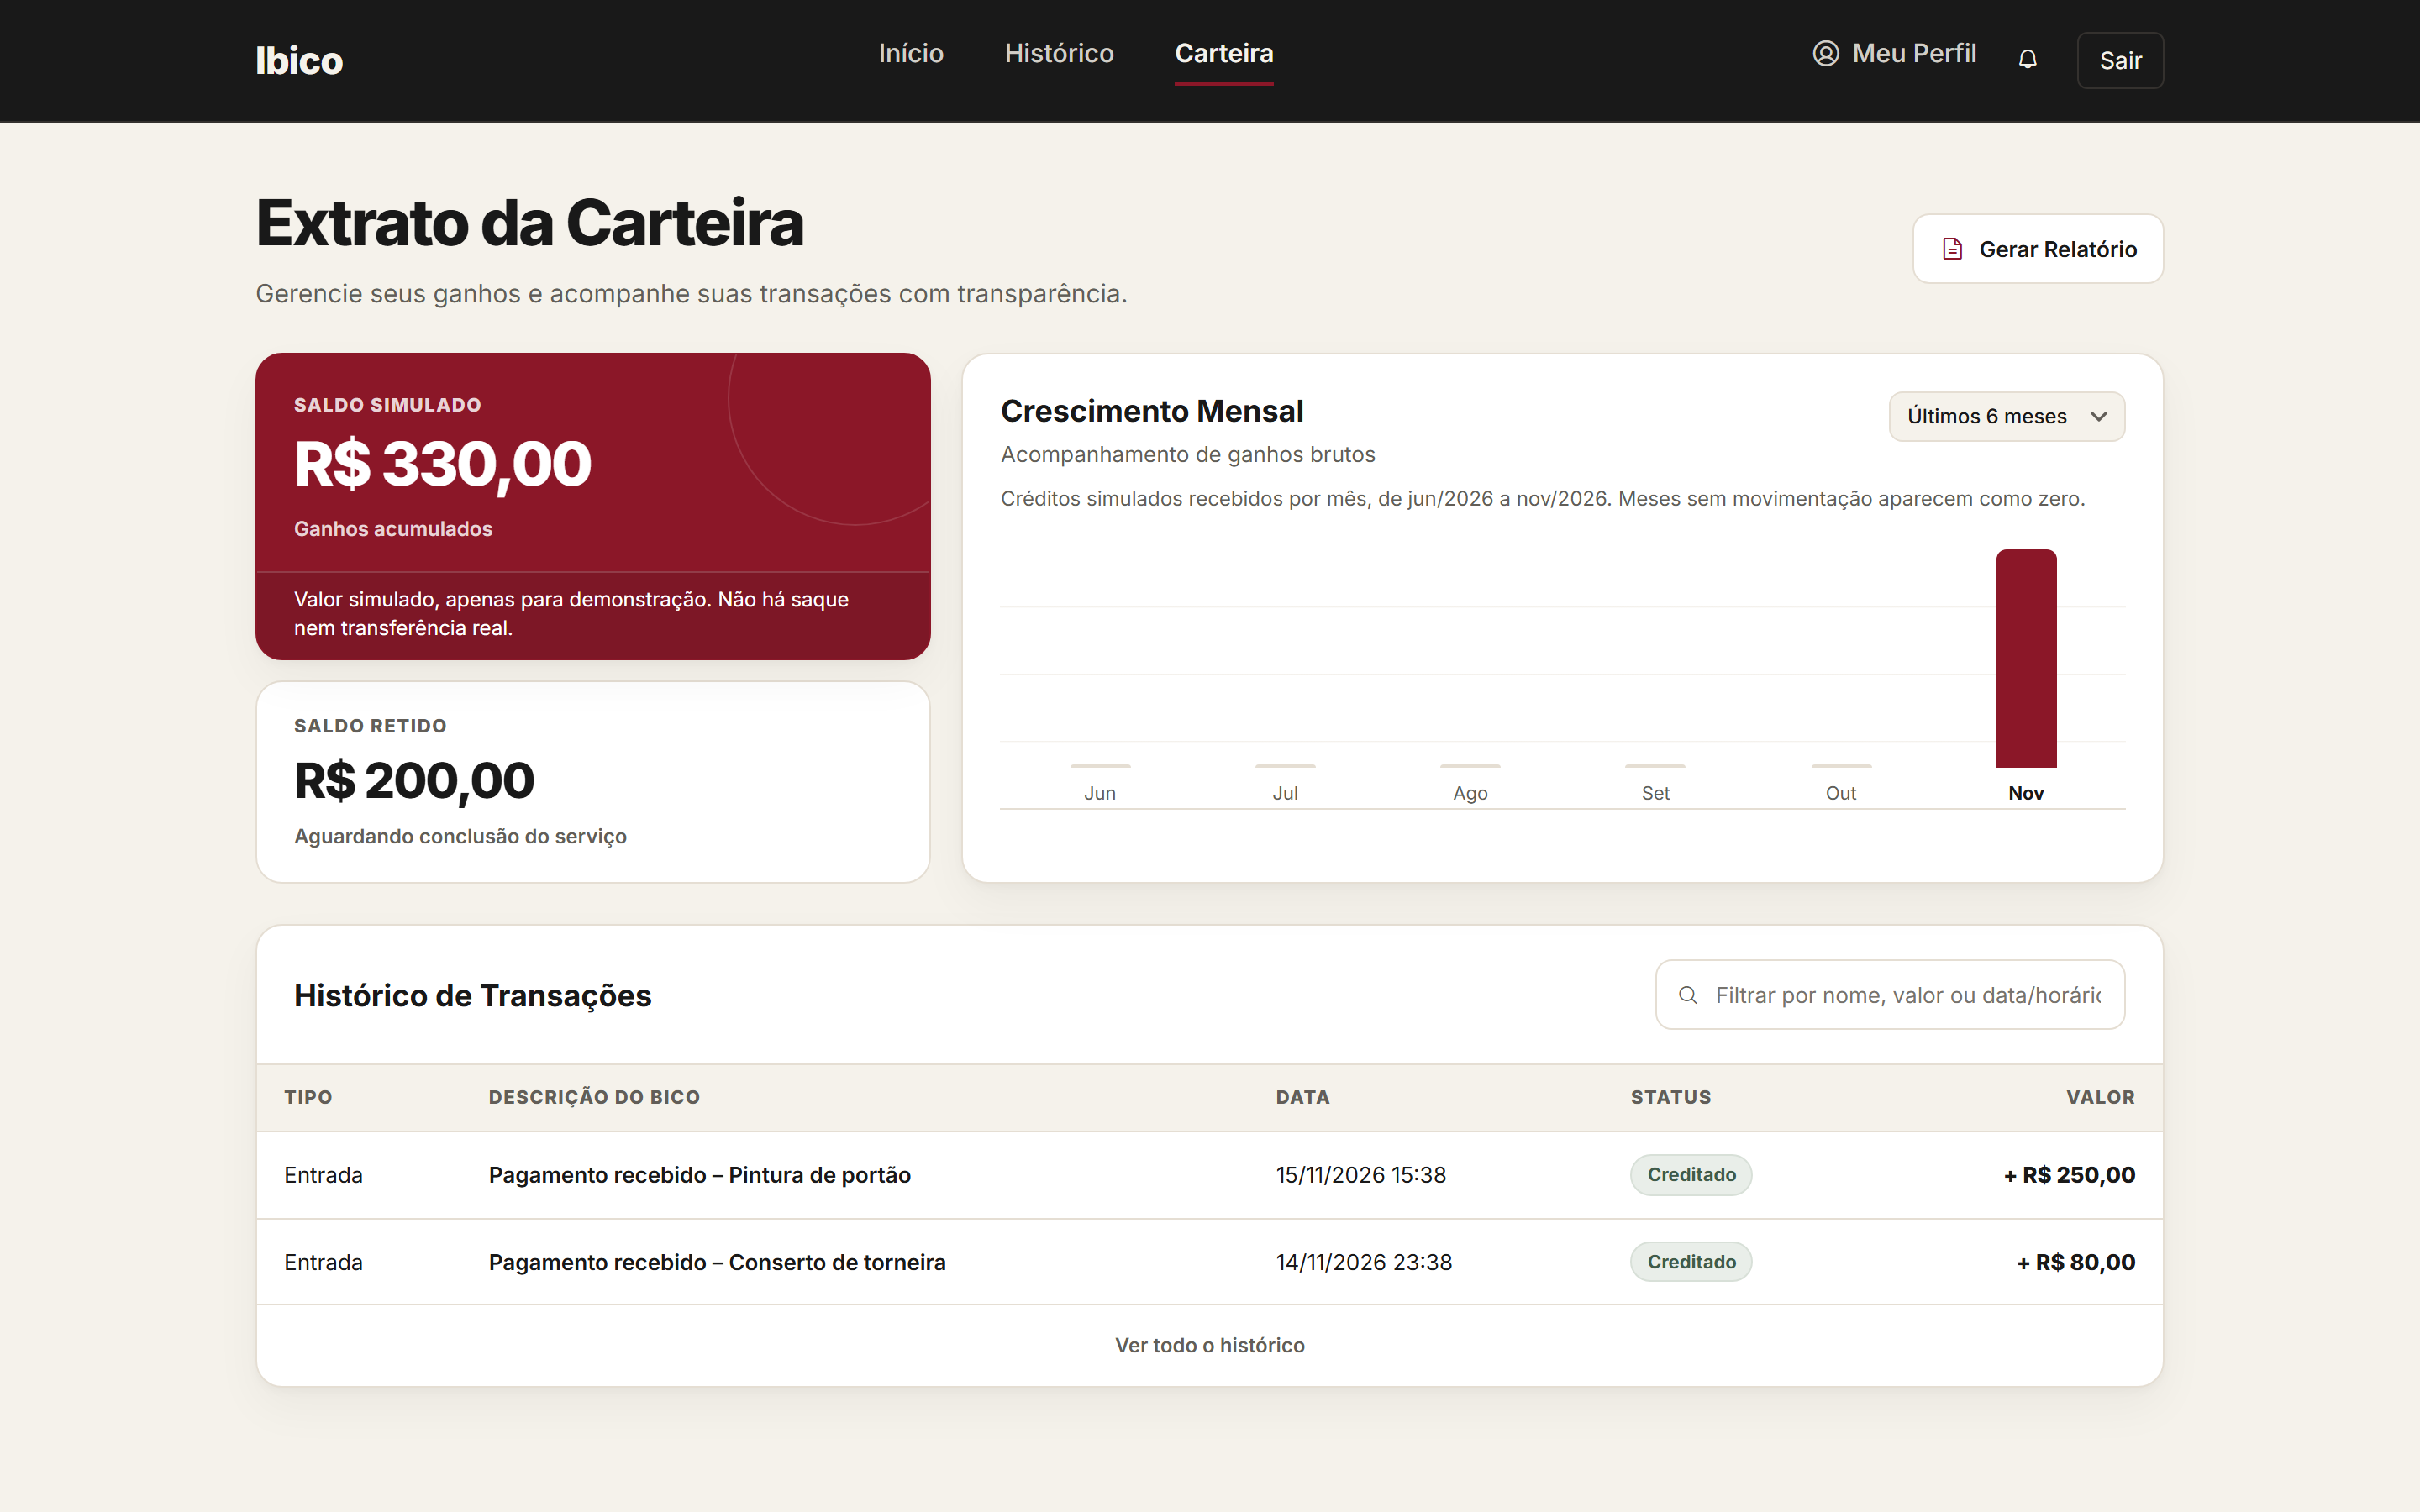 Ibico
Início
Histórico
Carteira
Meu Perfil
Sair
Extrato da Carteira
Gerencie seus ganhos e acompanhe suas transações com transparência.
Gerar Relatório
SALDO SIMULADO
R$ 330,00
Ganhos acumulados
Valor simulado, apenas para demonstração. Não há saque
nem transferência real.
SALDO RETIDO
R$ 200,00
Aguardando conclusão do serviço
Crescimento Mensal
Últimos 6 meses
Acompanhamento de ganhos brutos
Créditos simulados recebidos por mês, de jun/2026 a nov/2026. Meses sem movimentação aparecem como zero.
Jun
Jul
Ago
Set
Out
Nov
Histórico de Transações
Filtrar por nome, valor ou data/horári
TIPO
DESCRIÇÃO DO BICO
DATA
STATUS
VALOR
Entrada
Pagamento recebido – Pintura de portão
15/11/2026 15:38
Creditado
+ R$ 250,00
Entrada
Pagamento recebido – Conserto de torneira
14/11/2026 23:38
Creditado
+ R$ 80,00
Ver todo o histórico